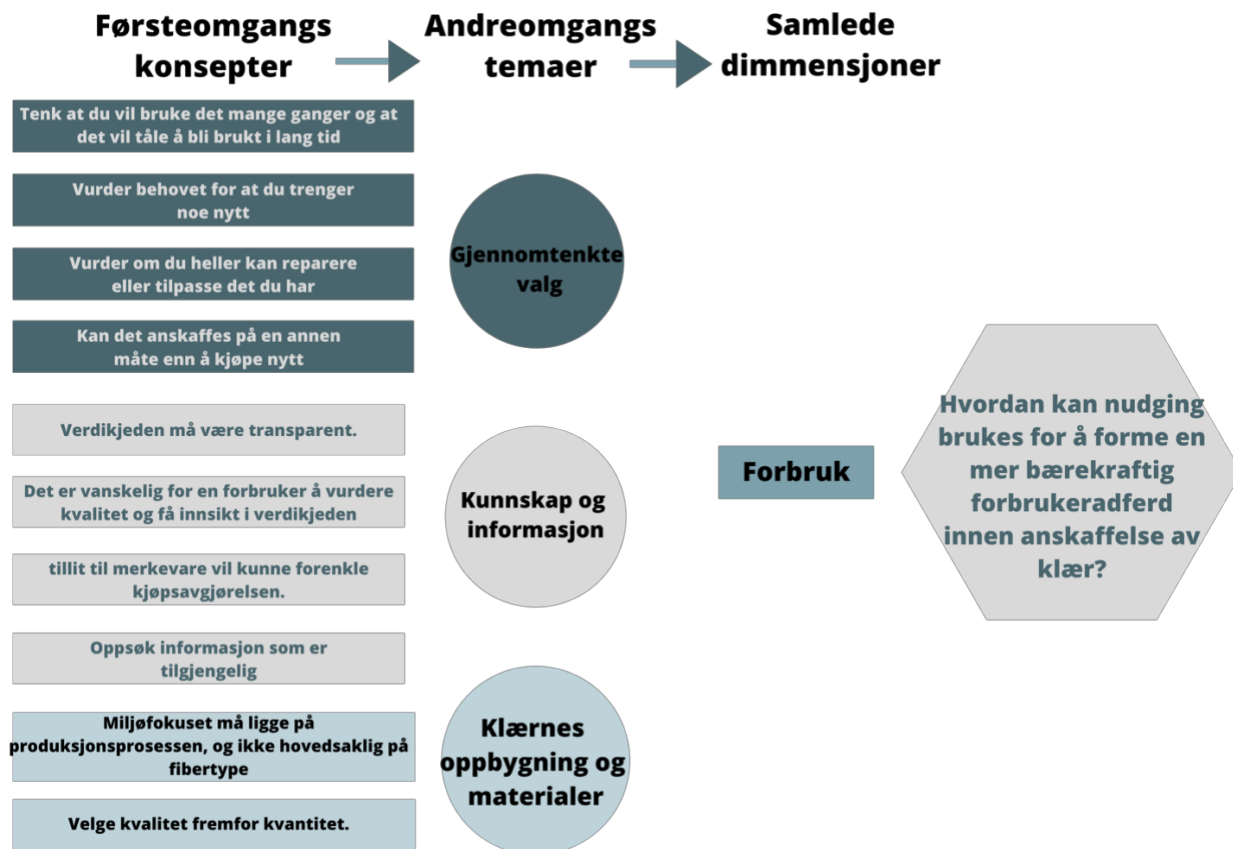 Førsteomgangs
konsepter
Andreomgangs
temaer
Samlede
dimmensjoner
Tenk at du vil bruke det mange ganger og at
det vil tåle å bli brukt i lang tid
Vurder behovet for at du trenger
noe nytt
Vurder om du heller kan reparere
eller tilpasse det du har
Kan det anskaffes på en annen
måte enn å kjøpe nytt
Gjennomtenkte
valg
Verdikjeden må være transparent.
Det er vanskelig for en forbruker å vurdere
kvalitet og få innsikt i verdikjeden
tillit til merkevare vil kunne forenkle
kjøpsavgjørelsen.
Oppsøk informasjon som er
tilgjengelig
Kunnskap og
informasjon
Miljøfokuset må ligge på
produksjonsprosessen, og ikke hovedsaklig på
fibertype
Velge kvalitet fremfor kvantitet.
Klærnes
oppbygning og
materialer
Forbruk
Hvordan kan nudging
brukes for å forme en
mer bærekraftig
forbrukeradferd
innen anskaffelse av
klær?